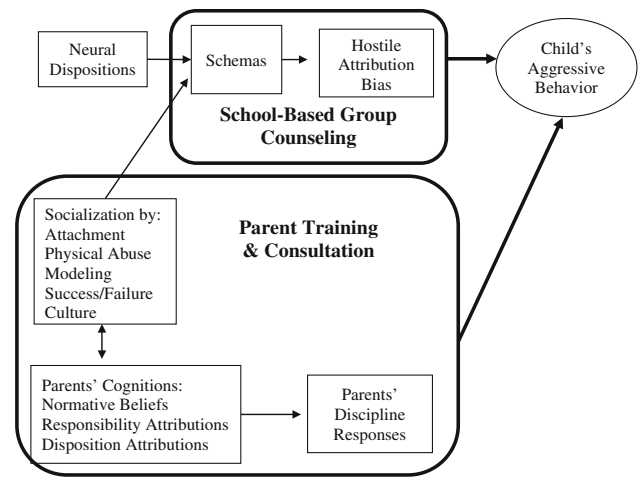 Neural
Dispositions
Schemas
Hostile
Attribution
Bias
School-Based Group
Counseling
Child's
Aggressive
Behavior
Socialization by:
Attachment
Physical Abuse
Modeling
Success/Failure
Culture
Parent Training
& Consultation
Parents' Cognitions:
Normative Beliefs
Responsibility Attributions
Disposition Attributions
Parents'
Discipline
Responses